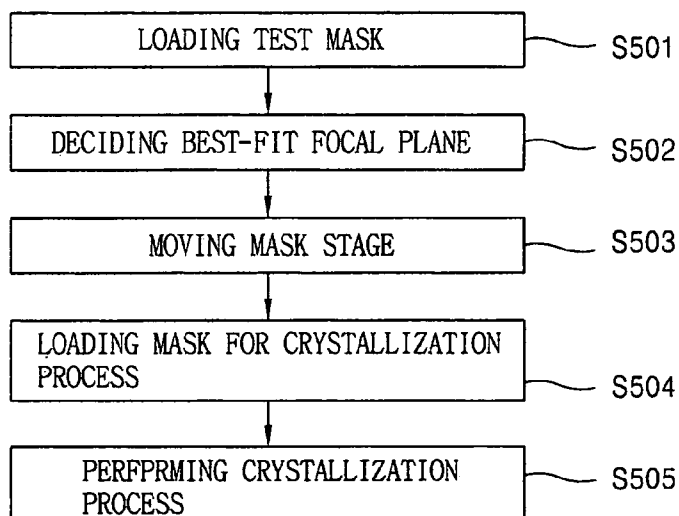 LOADING TEST MASK
S501
DECIDING BEST-FIT FOCAL PLANE
S502
MOVING MASK STAGE
S503
LOADING MASK FOR CRYSTALLIZATION
PROCESS
S504
PERFPRMING CRYSTALLIZATION
PROCESS
S505